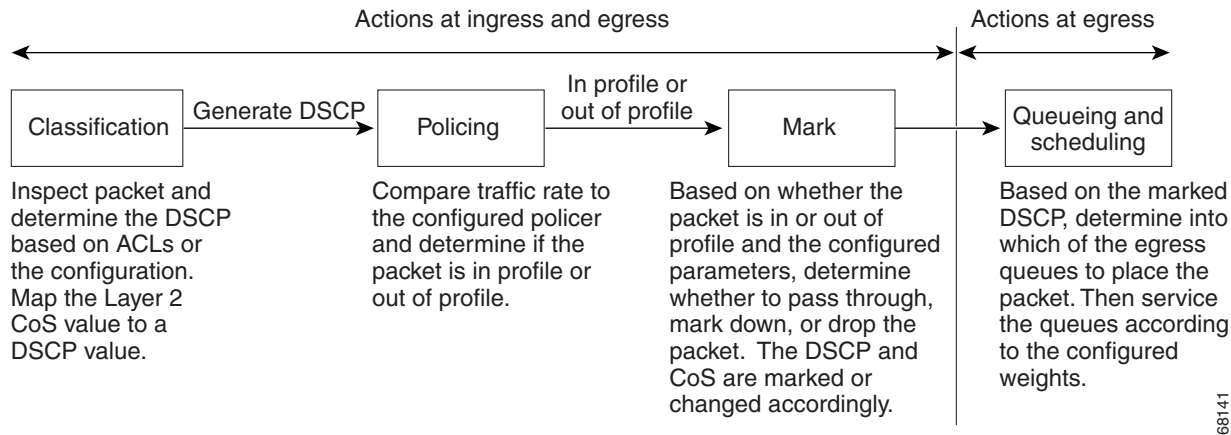 Actions at ingress and egress
Actions at egress
Classification
Generate DSCP
Policing
In profile or
out of profile
Mark
Queueing and
scheduling
Inspect packet and
determine the DSCP
based on ACLs or
the configuration.
Map the Layer 2
CoS value to a
DSCP value.
Compare traffic rate to
the configured policer
and determine if the
packet is in profile or
out of profile.
Based on whether the
packet is in or out of
profile and the configured
parameters, determine
whether to pass through,
mark down, or drop the
packet. The DSCP and
CoS are marked or
changed accordingly.
Based on the marked
DSCP, determine into
which of the egress
queues to place the
packet. Then service
the queues according
to the configured
weights.
68141